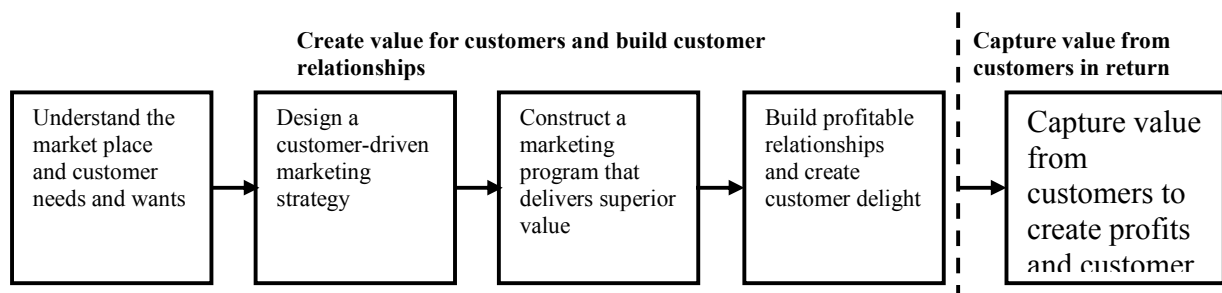 Create value for customers and build customer
relationships
Capture value from
customers in return
Understand the
market place
and customer
needs and wants
Design a
customer-driven
marketing
strategy
Construct a
marketing
program that
delivers superior
value
Build profitable
relationships
and create
customer delight
Capture value
from
customers to
create profits
and customer